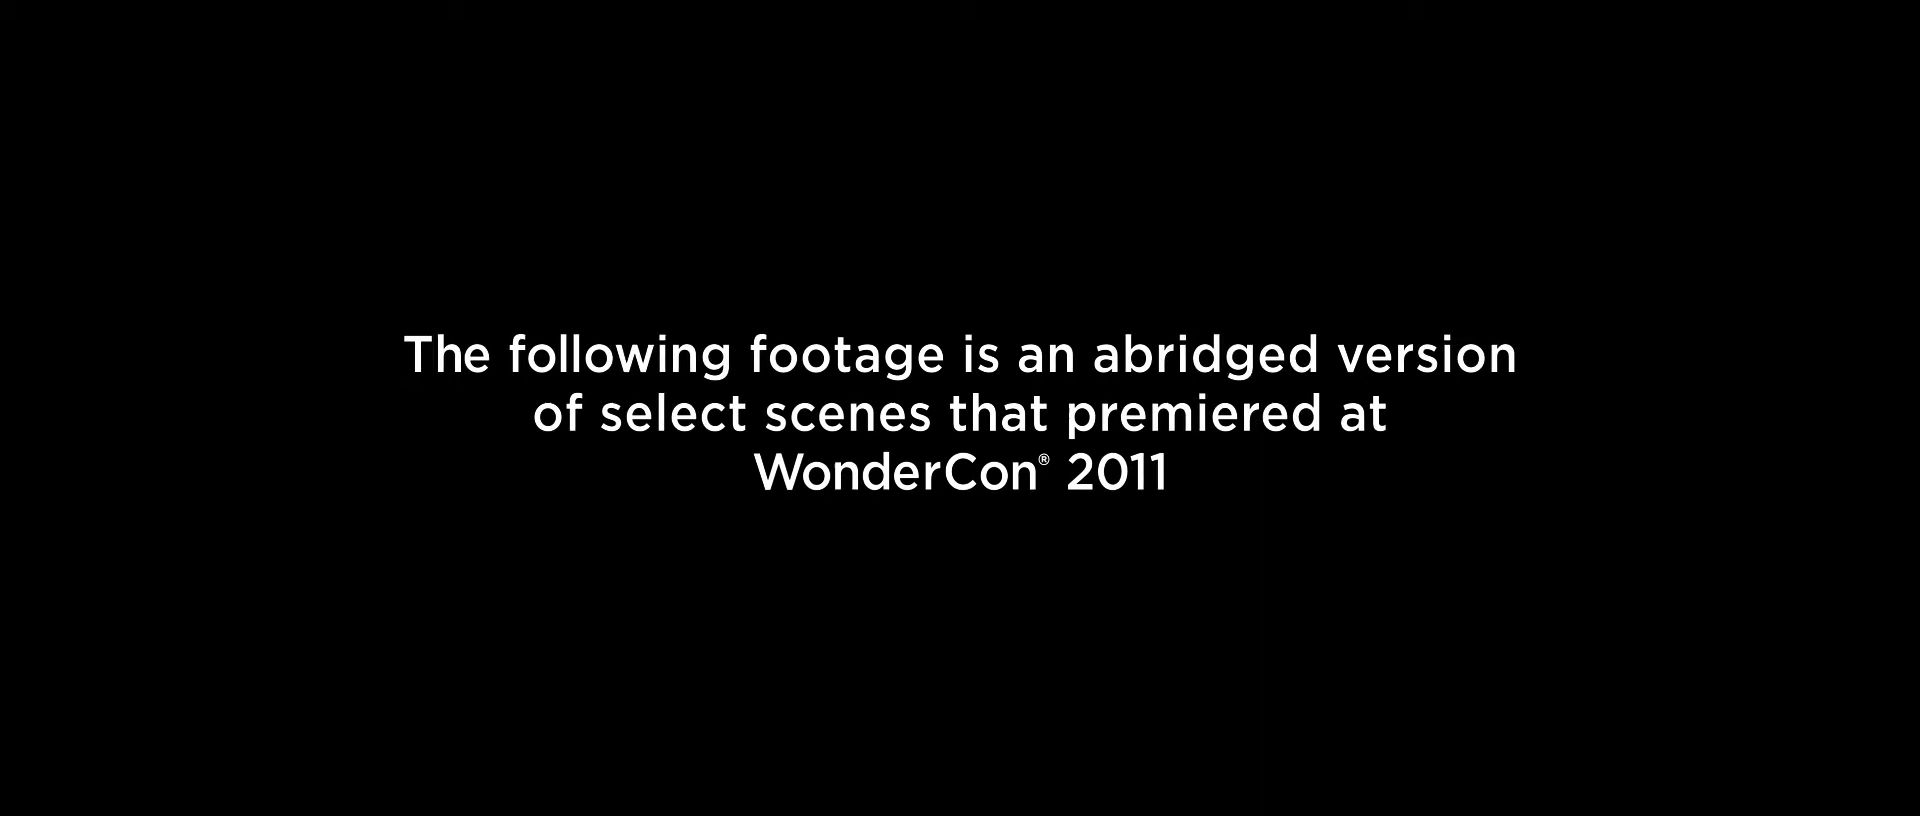 The following footage is an abridged version
of select scenes that premiered at
WonderCon® 2011